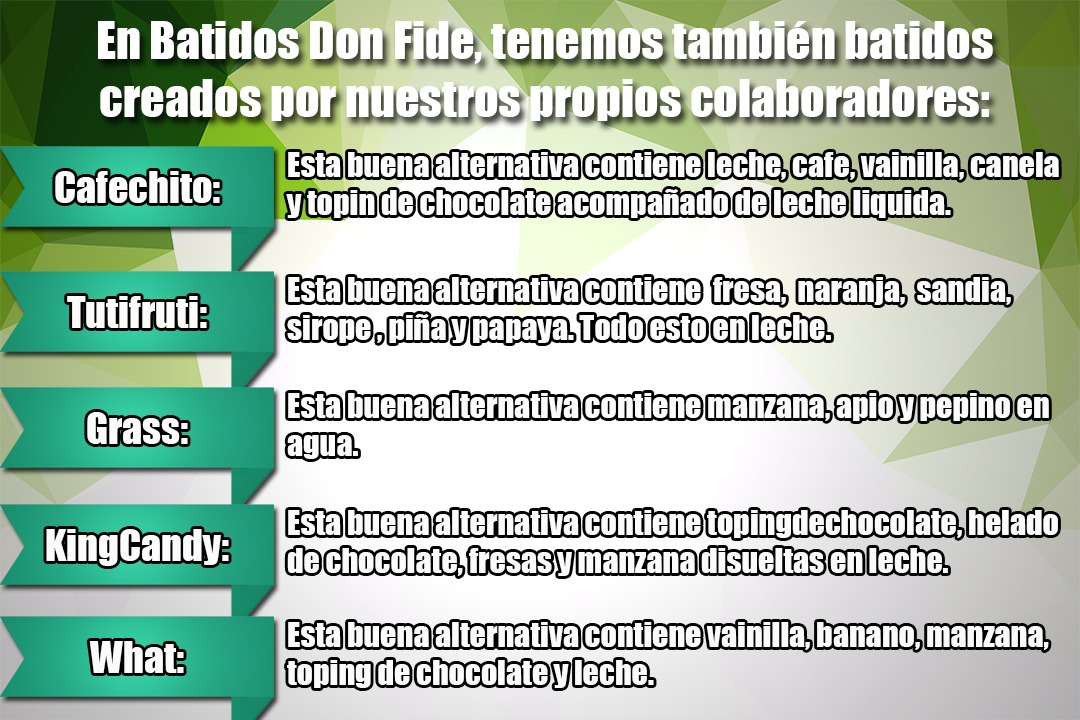 En Batidos Don Fide, tenemos también batidos
creados por nuestros propios colaboradores:
Cafechito:
Esta buena alternativa contiene leche, cafe, vainilla, canela
y topin de chocolate acompañado de leche liquida.
Tutifruti:
Esta buena alternativa contiene fresa, naranja, sandia,
sirope , piña y papaya. Todo esto en leche.
Grass:
Esta buena alternativa contiene manzana, apio y pepino en
agua.
KingCandy:
Esta buena alternativa contiene topingdechocolate, helado
de chocolate, fresas y manzana disueltas en leche.
What:
Esta buena alternativa contiene vainilla, banano, manzana,
toping de chocolate y leche.